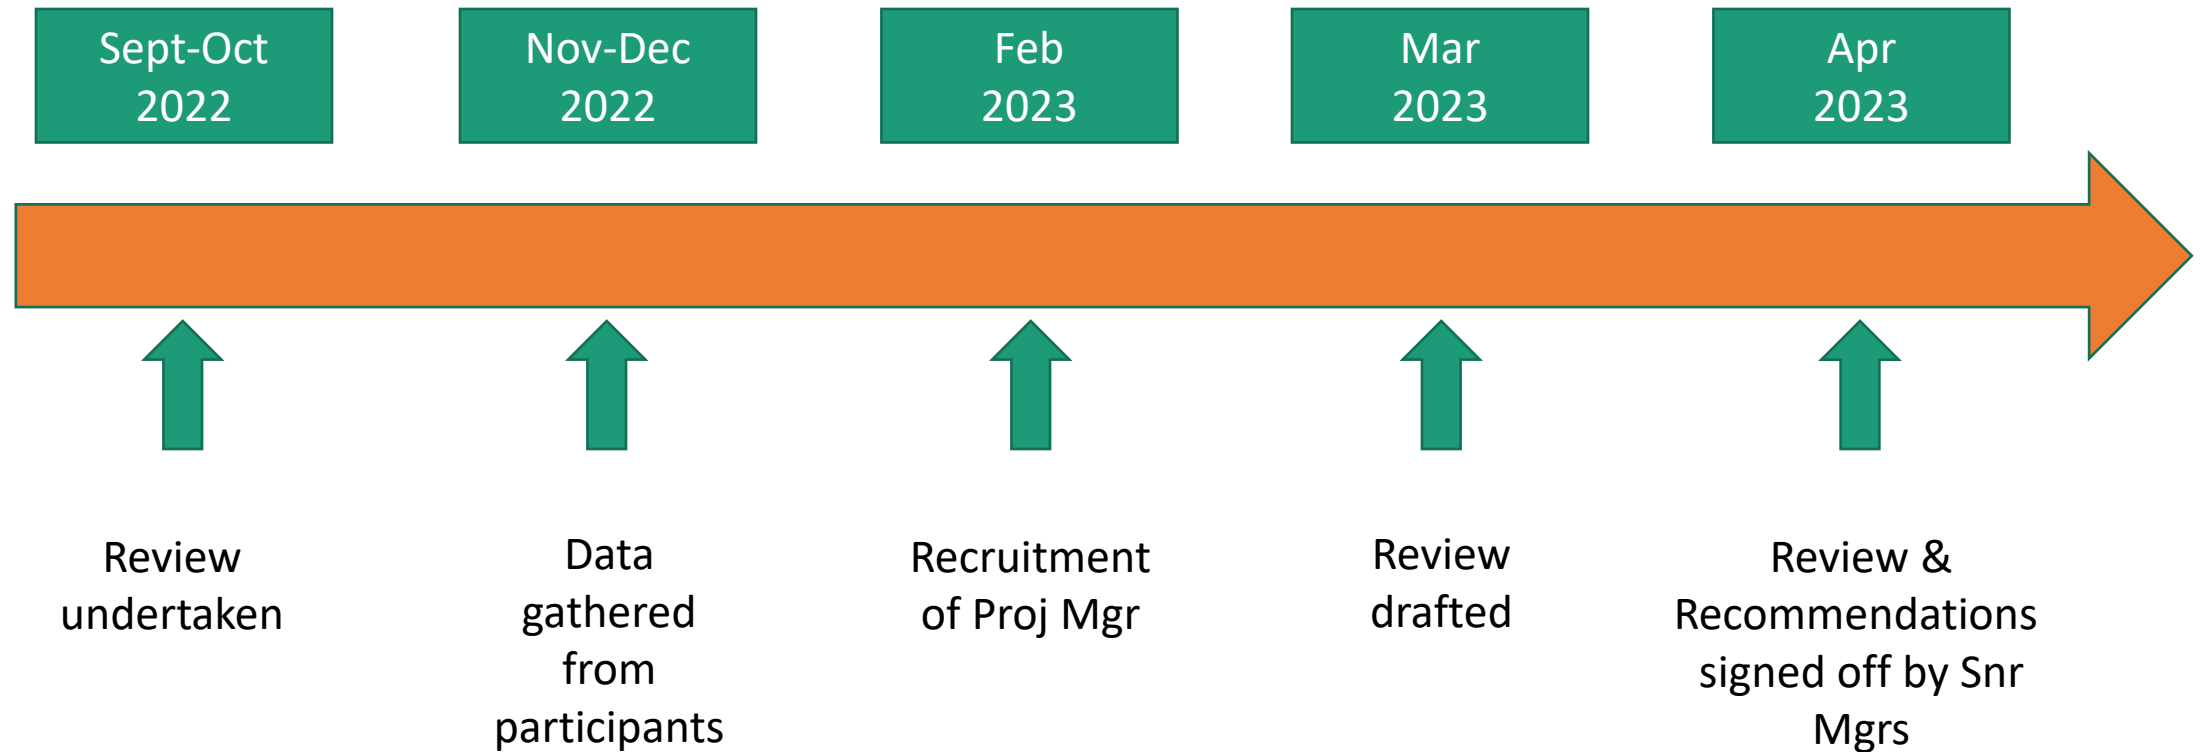 Sept-Oct
2022
Nov-Dec
2022
Feb
2023
Mar
2023
Apr
2023
Review
undertaken
Data
gathered
from
participants
Recruitment
of Proj Mgr
Review
drafted
Review &
Recommendations
signed off by Snr
Mgrs